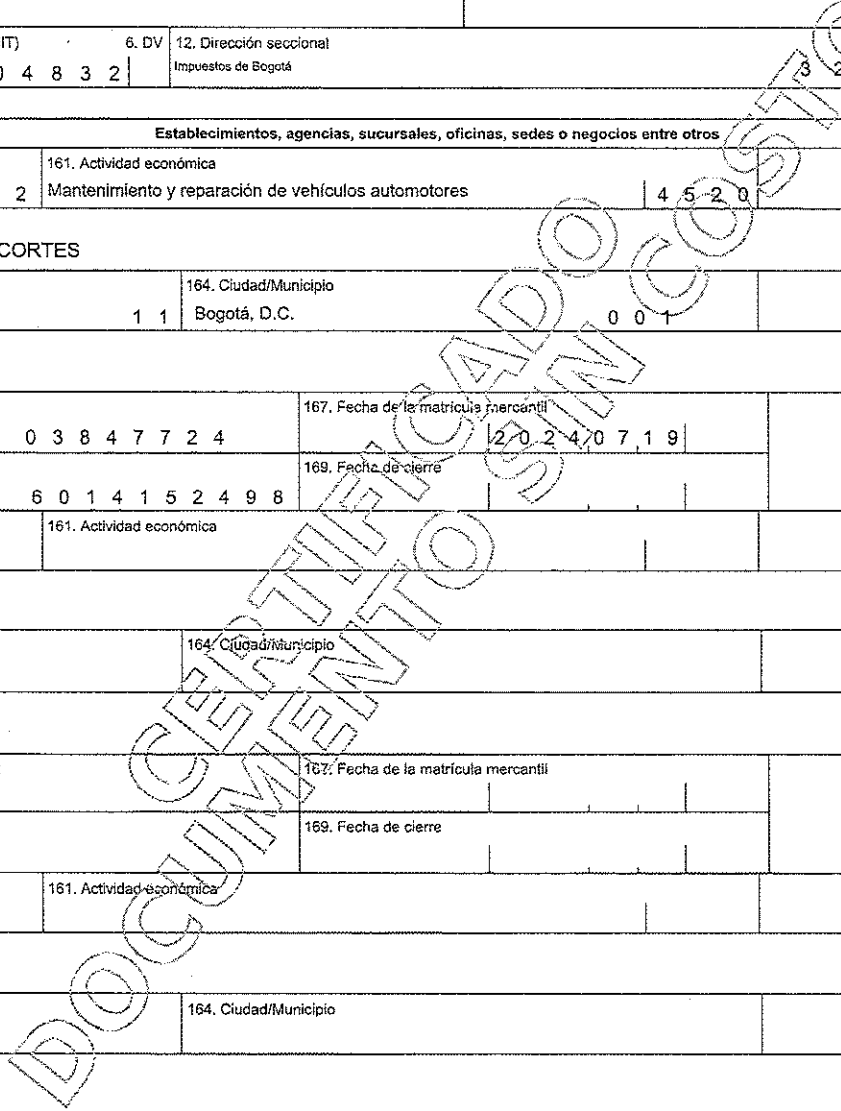 IT) 6. DV 12. Dirección seccional
0 4 8 3 2 Impuestos de Bogotá 3 2
Establecimientos, agencias, sucursales, oficinas, sedes o negocios entre otros
161. Actividad económica
2 Mantenimiento y reparación de vehículos automotores 4 5 2 0
CORTES
164. Ciudad/Municipio
1 1 Bogotá, D.C. 0 0 1
167. Fecha de la matrícula mercantil
0 3 8 4 7 7 2 4 2 0 2 4 0 7 1 9
169. Fecha de cierre
6 0 1 4 1 5 2 4 9 8
161. Actividad económica
164. Ciudad/Municipio
167. Fecha de la matrícula mercantil
169. Fecha de cierre
161. Actividad económica
164. Ciudad/Municipio
CERTIFICADO
DOCUMENTO SIN COSTO